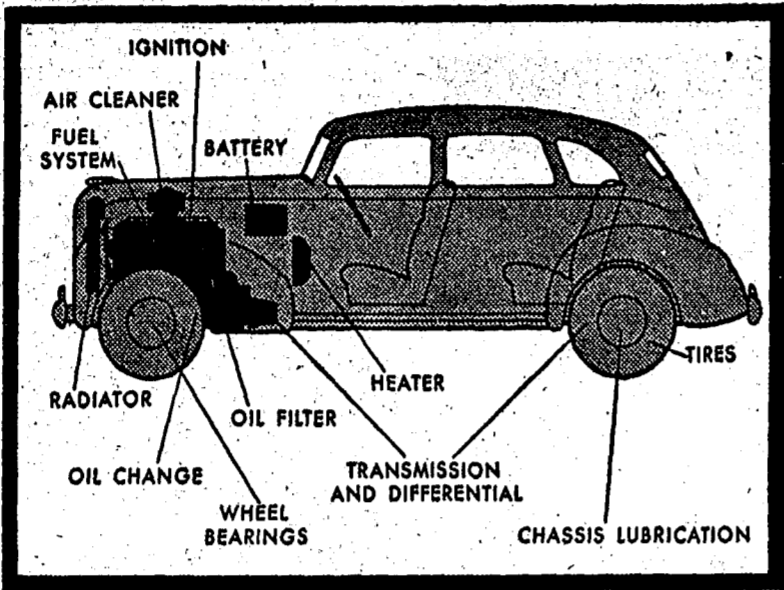 IGNITION
AIR CLEANER
FUEL
SYSTEM
BATTERY
TIRES
HEATER
RADIATOR
OIL FILTER
OIL CHANGE
TRANSMISSION
AND DIFFERENTIAL
WHEEL
BEARINGS
CHASSIS LUBRICATION